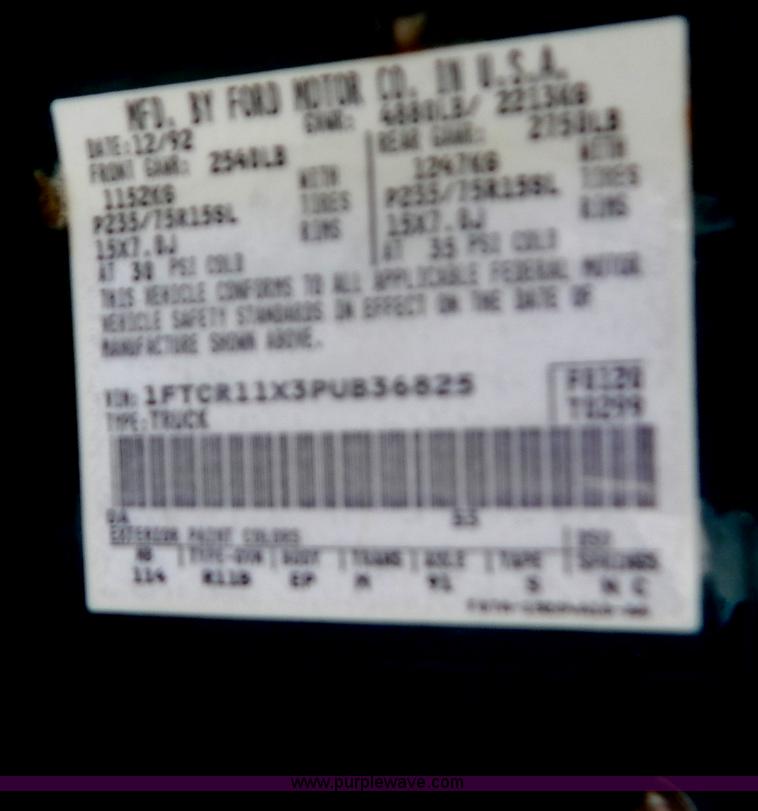 MFD. BY FORD MOTOR CO. IN U.S.A.
DATE:12/92 GVWR: 4880LB/ 2213KG
FRONT GAWR: 2540LB REAR GAWR: 2750LB
1152KG WITH 1247KG WITH
P235/75R15SL TIRES P235/75R15SL TIRES
15X7.0J RIMS 15X7.0J RIMS
AT 30 PSI COLD AT 35 PSI COLD
THIS VEHICLE CONFORMS TO ALL APPLICABLE FEDERAL MOTOR
VEHICLE SAFETY STANDARDS IN EFFECT ON THE DATE OF
MANUFACTURE SHOWN ABOVE.
VIN: 1FTCR11X3PUB36825 F0120
TYPE:TRUCK T0299
EXTERIOR PAINT COLORS DSO
WB TYPE-GVW BODY TRANS AXLE TAPE SPRINGS
114 R11B EP M 91 S N C
www.purplewave.com